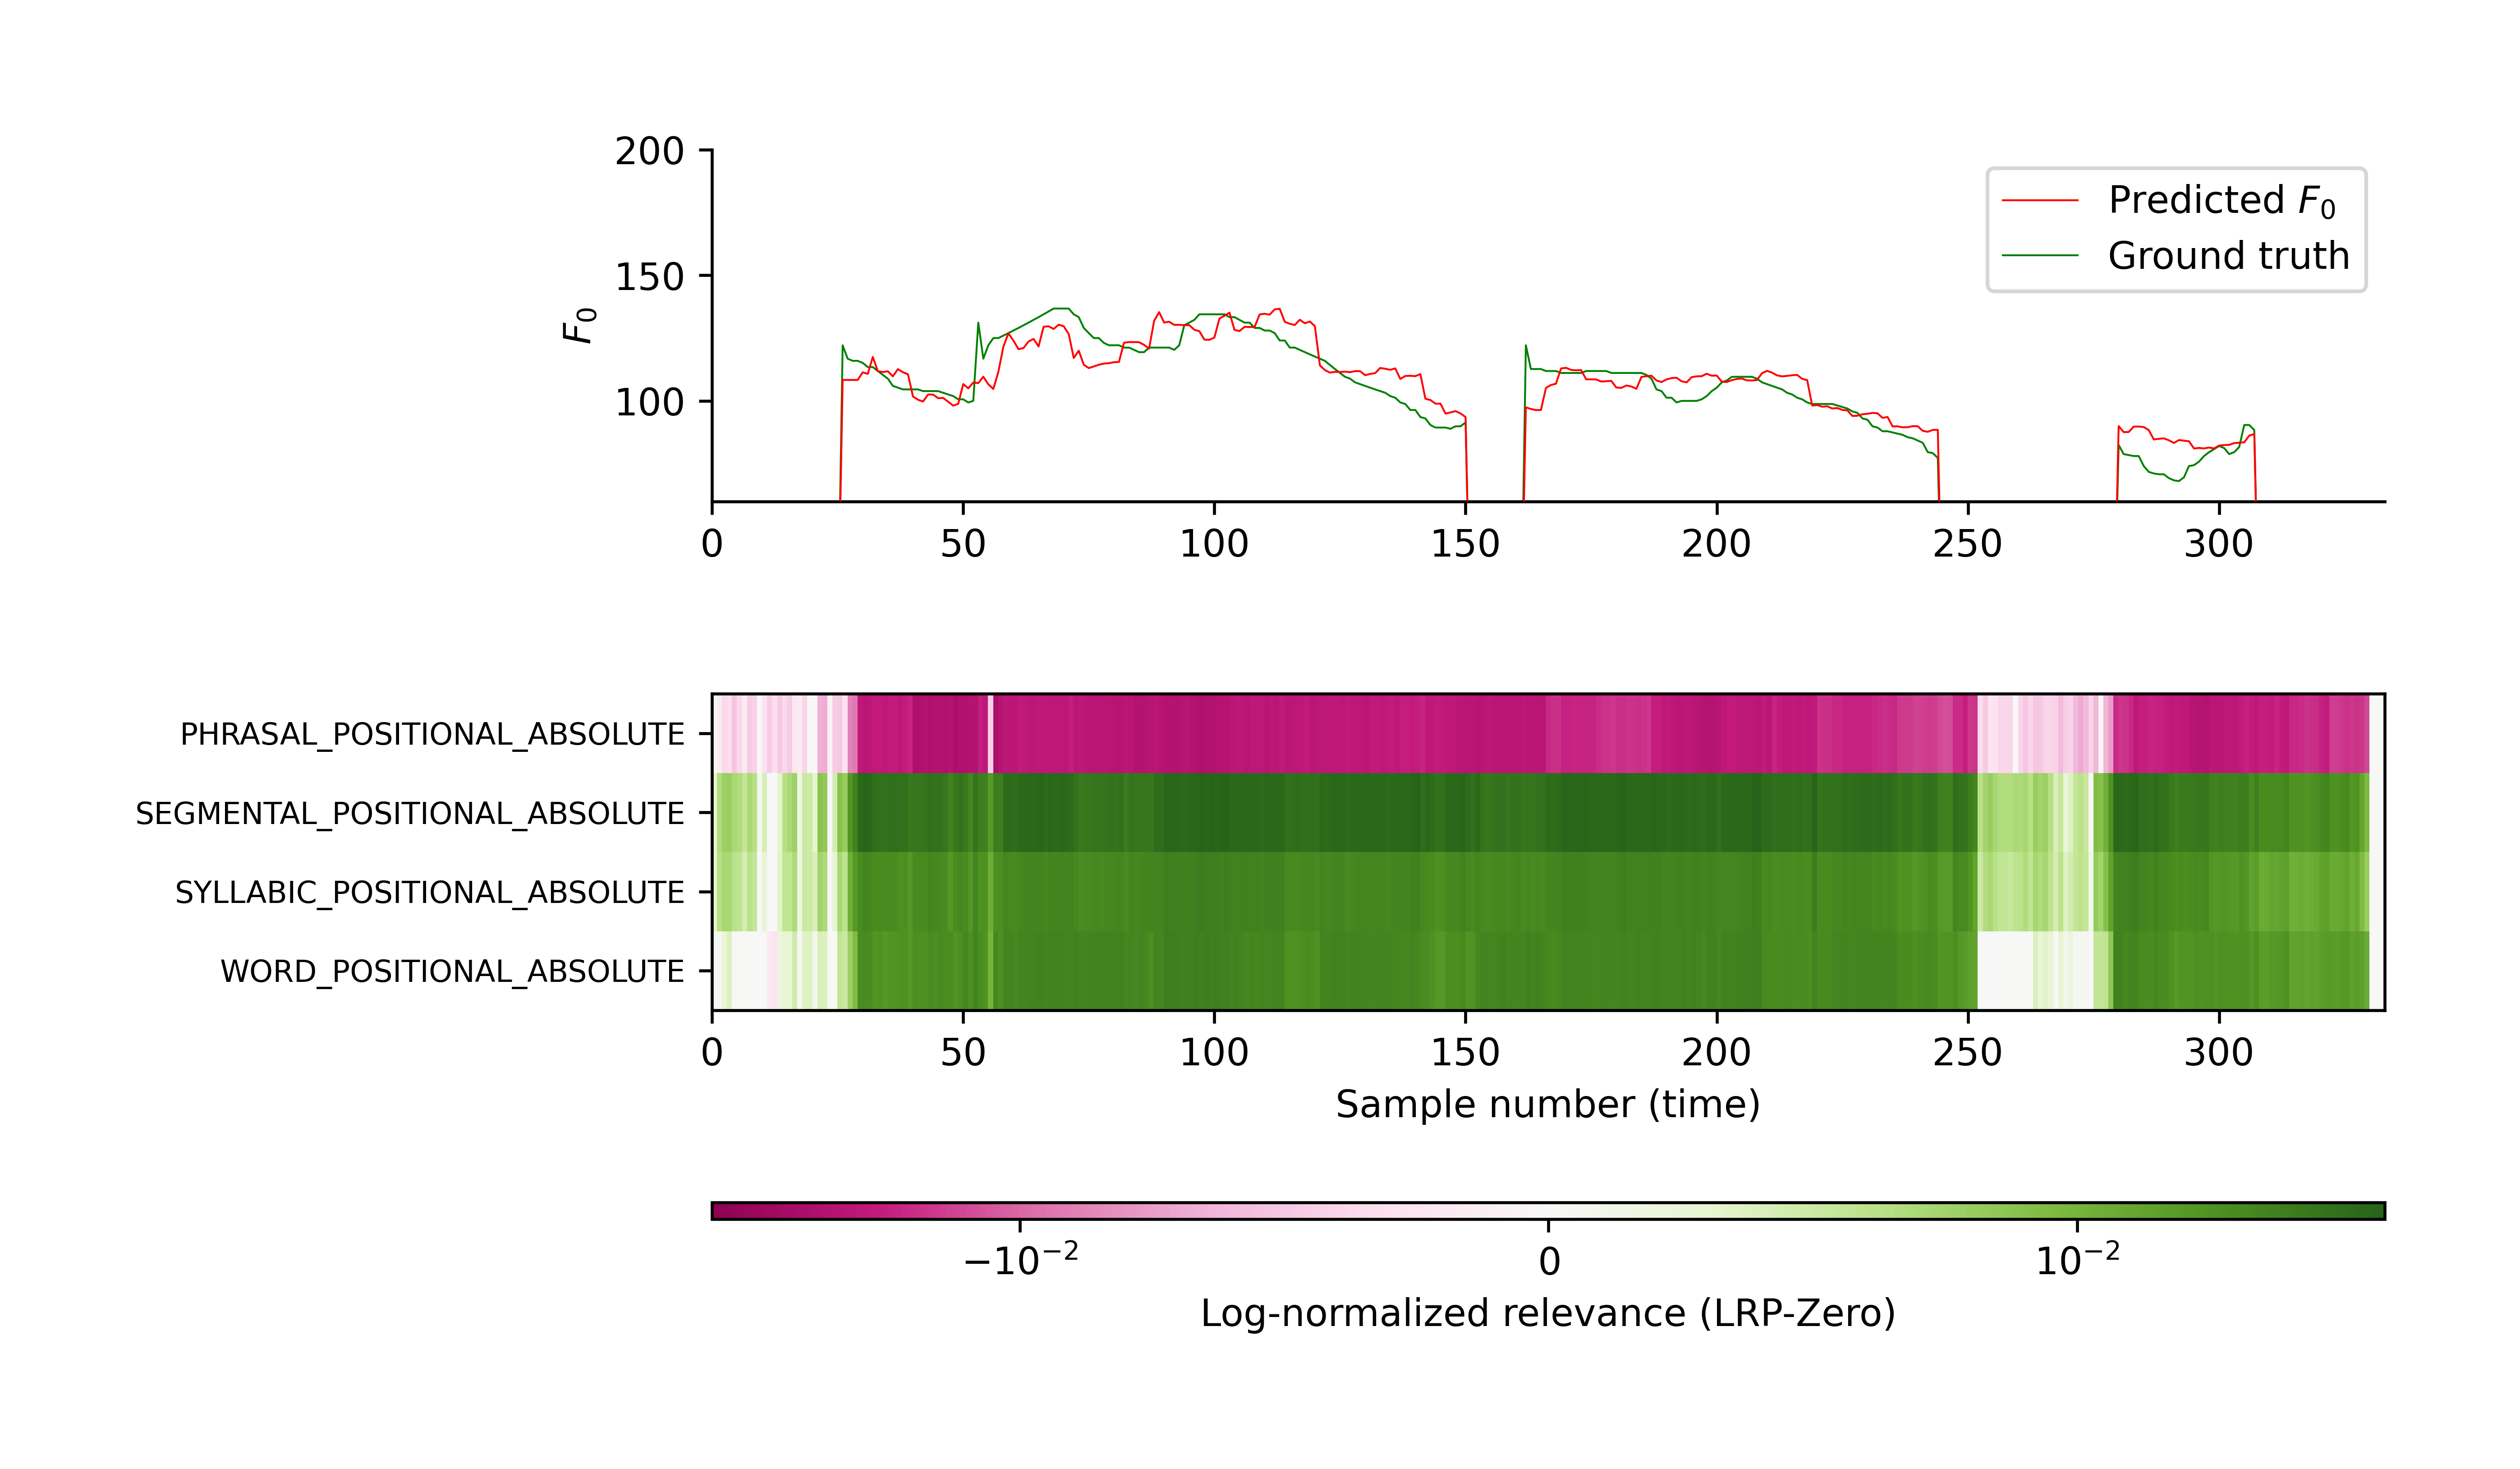 200
150
100
F₀
Predicted F₀
Ground truth
0 50 100 150 200 250 300
PHRASAL_POSITIONAL_ABSOLUTE
SEGMENTAL_POSITIONAL_ABSOLUTE
SYLLABIC_POSITIONAL_ABSOLUTE
WORD_POSITIONAL_ABSOLUTE
0 50 100 150 200 250 300
Sample number (time)
−10⁻² 0 10⁻²
Log-normalized relevance (LRP-Zero)